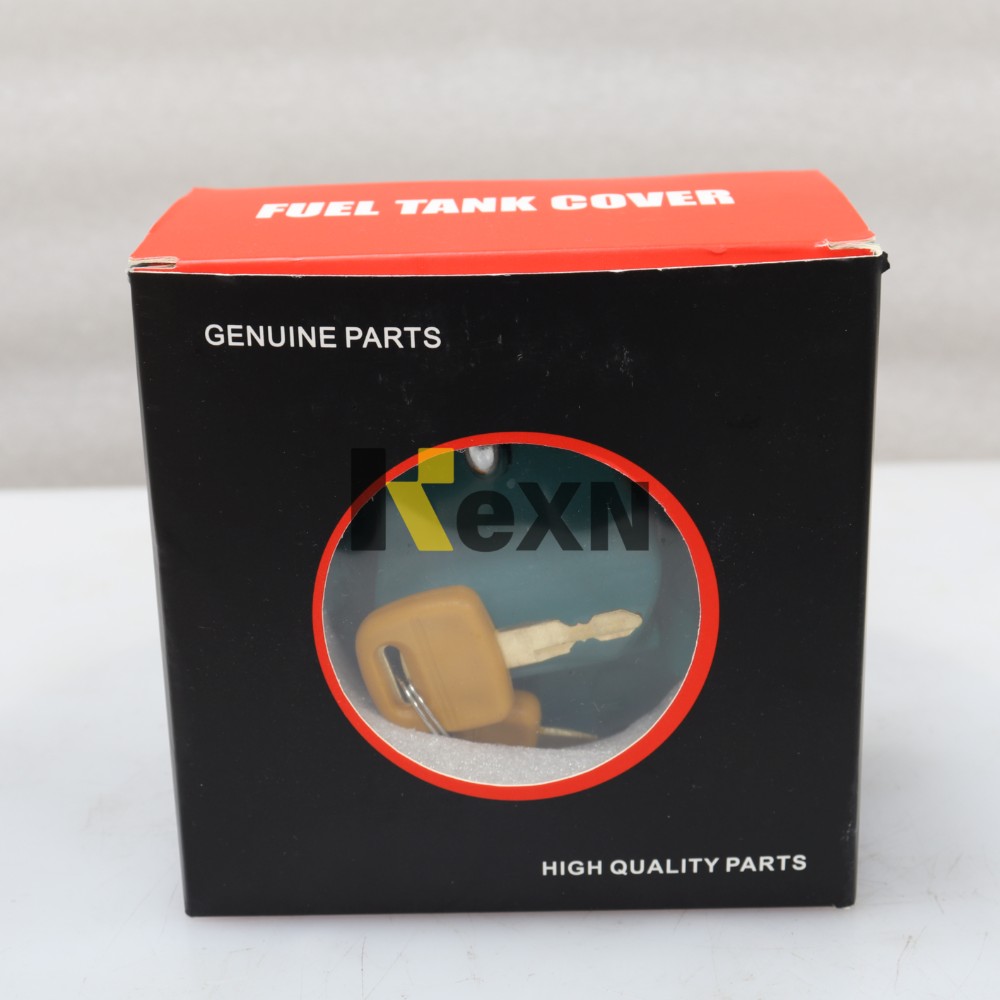 FUEL TANK COVER
GENUINE PARTS
KeXN
HIGH QUALITY PARTS